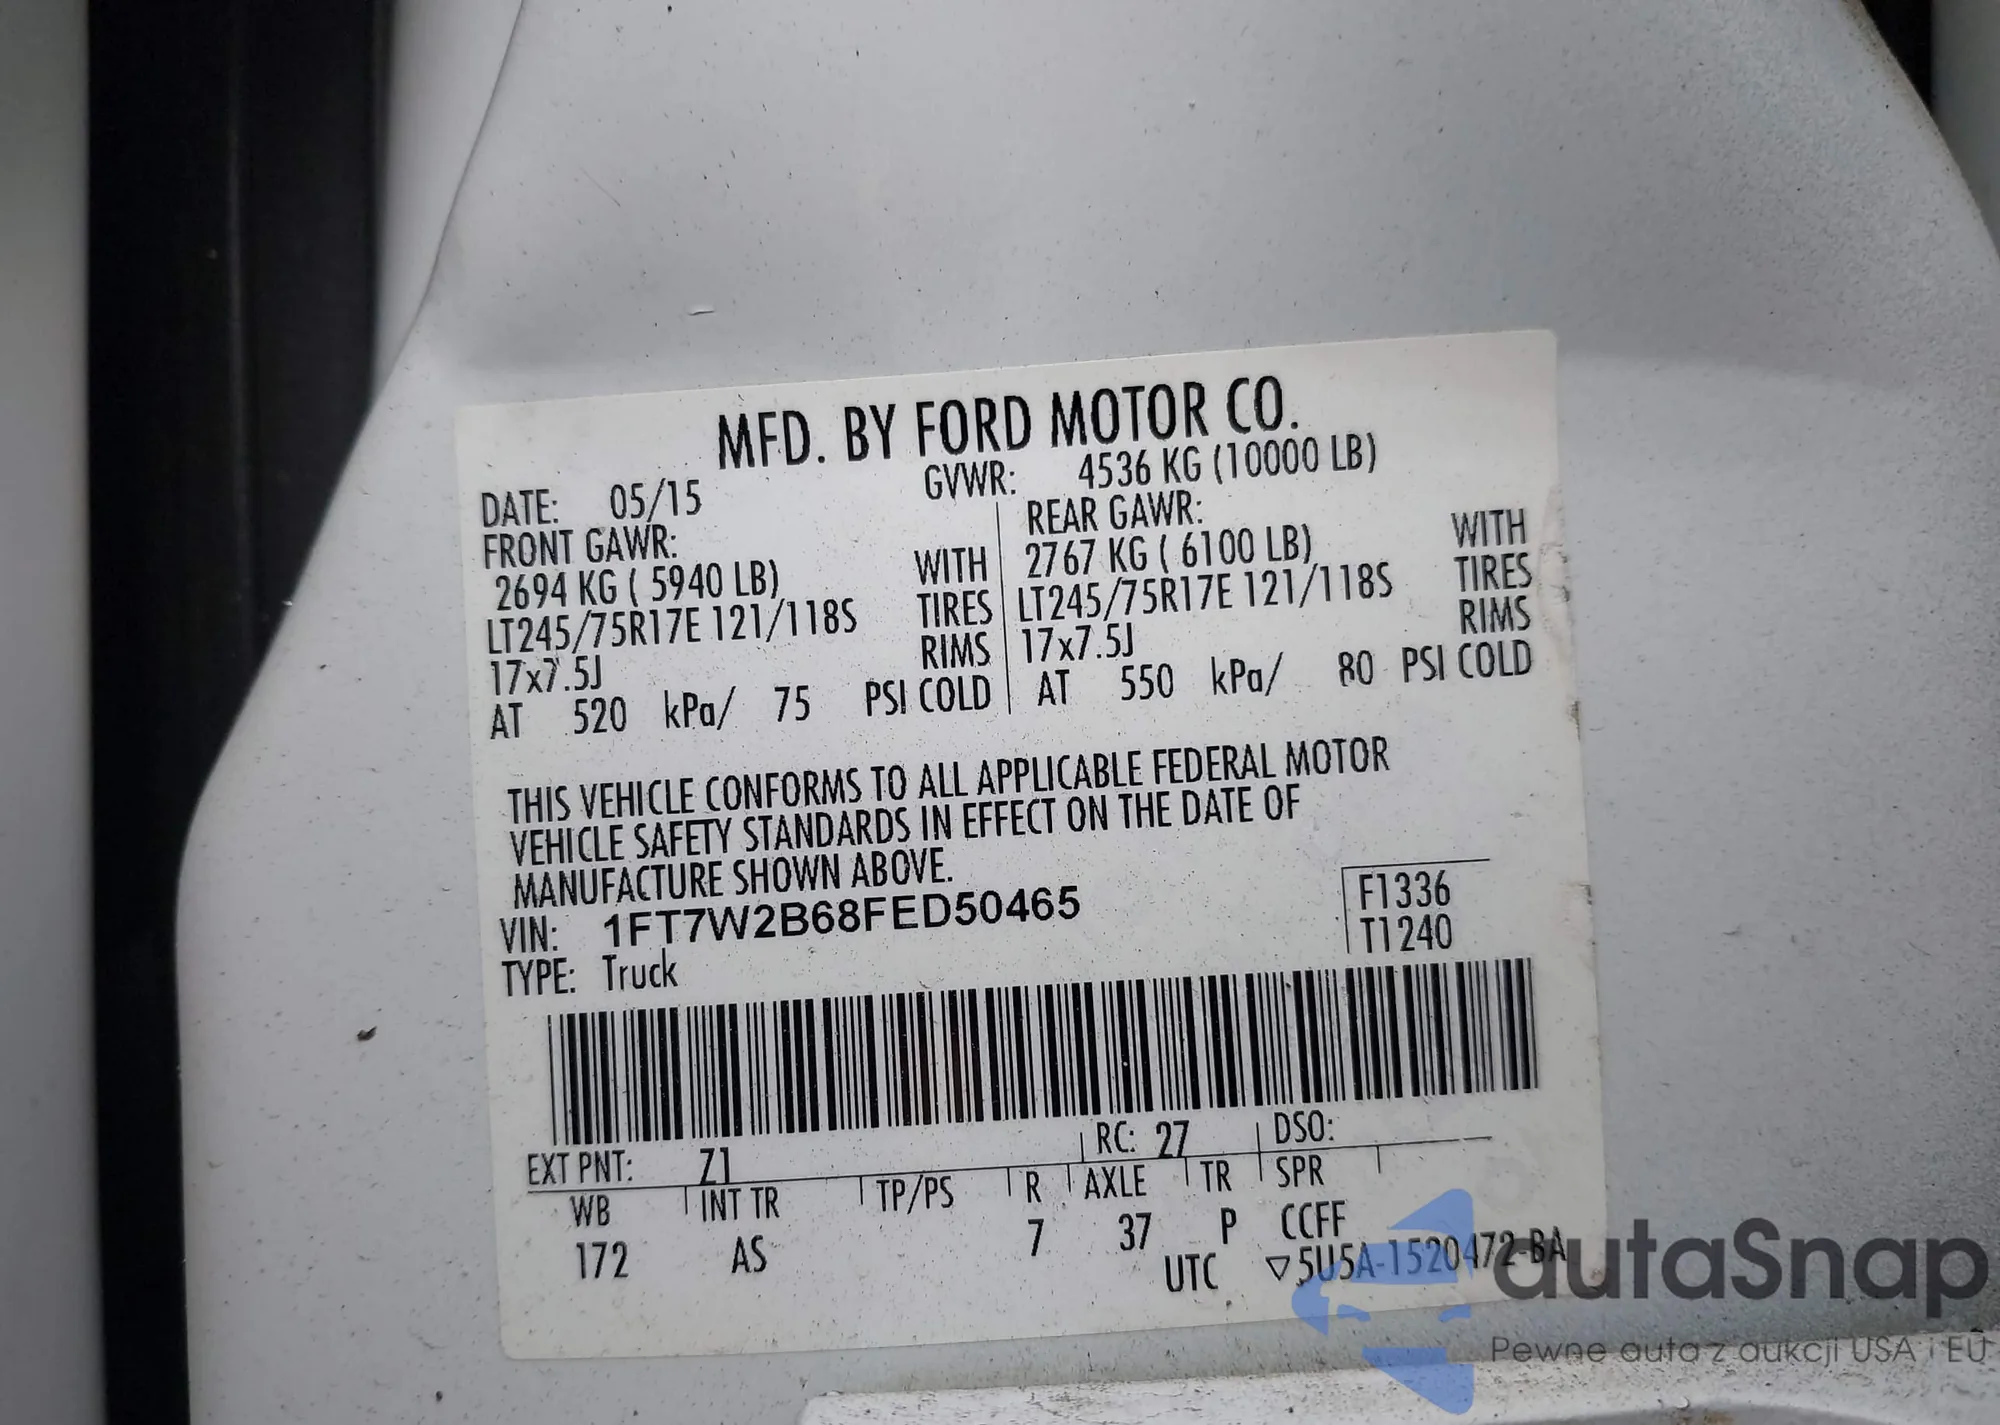 MFD. BY FORD MOTOR CO.
DATE: 05/15 GVWR: 4536 KG (10000 LB)
FRONT GAWR: REAR GAWR:
2694 KG ( 5940 LB) WITH 2767 KG ( 6100 LB) WITH
LT245/75R17E 121/118S TIRES LT245/75R17E 121/118S TIRES
17x7.5J RIMS 17x7.5J RIMS
AT 520 kPa/ 75 PSI COLD AT 550 kPa/ 80 PSI COLD
THIS VEHICLE CONFORMS TO ALL APPLICABLE FEDERAL MOTOR
VEHICLE SAFETY STANDARDS IN EFFECT ON THE DATE OF
MANUFACTURE SHOWN ABOVE.
VIN: 1FT7W2B68FED50465 F1336
TYPE: Truck T1240
EXT PNT: Z1 RC: 27 DSO:
WB INT TR TP/PS R AXLE TR SPR
172 AS 7 37 P CCFF
UTC ▽5U5A-1520472-BA
autaSnap
Pewne auta z aukcji USA i EU